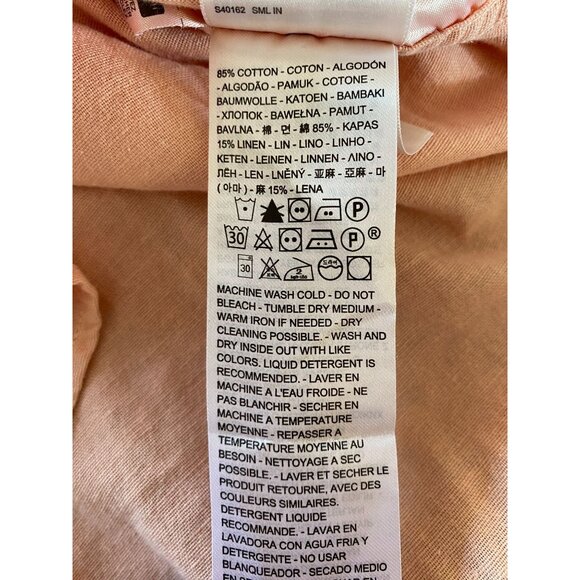 S40162 SML IN
85% COTTON - COTON - ALGODÓN
- ALGODÃO - PAMUK - COTONE -
BAUMWOLLE - KATOEN - BAMBAKI
- ХЛОПОК - BAWEŁNA - PAMUT -
BAVLNA - 棉 - 면 - 綿 85% - KAPAS
15% LINEN - LIN - LINO - LINHO -
KETEN - LEINEN - LINNEN - ΛΙΝΟ -
ЛЁН - LEN - LNĚNÝ - 亚麻 - 亞麻 - 마
( 아마 ) - 麻 15% - LENA
P
30 P ®
30 2
MACHINE WASH COLD - DO NOT
BLEACH - TUMBLE DRY MEDIUM -
WARM IRON IF NEEDED - DRY
CLEANING POSSIBLE. - WASH AND
DRY INSIDE OUT WITH LIKE
COLORS. LIQUID DETERGENT IS
RECOMMENDED. - LAVER EN
MACHINE A L'EAU FROIDE - NE
PAS BLANCHIR - SECHER EN
MACHINE A TEMPERATURE
MOYENNE - REPASSER A
TEMPERATURE MOYENNE AU
BESOIN - NETTOYAGE A SEC
POSSIBLE. - LAVER ET SECHER LE
PRODUIT RETOURNE, AVEC DES
COULEURS SIMILAIRES.
DETERGENT LIQUIDE
RECOMMANDE. - LAVAR EN
LAVADORA CON AGUA FRIA Y
DETERGENTE - NO USAR
BLANQUEADOR - SECADO MEDIO